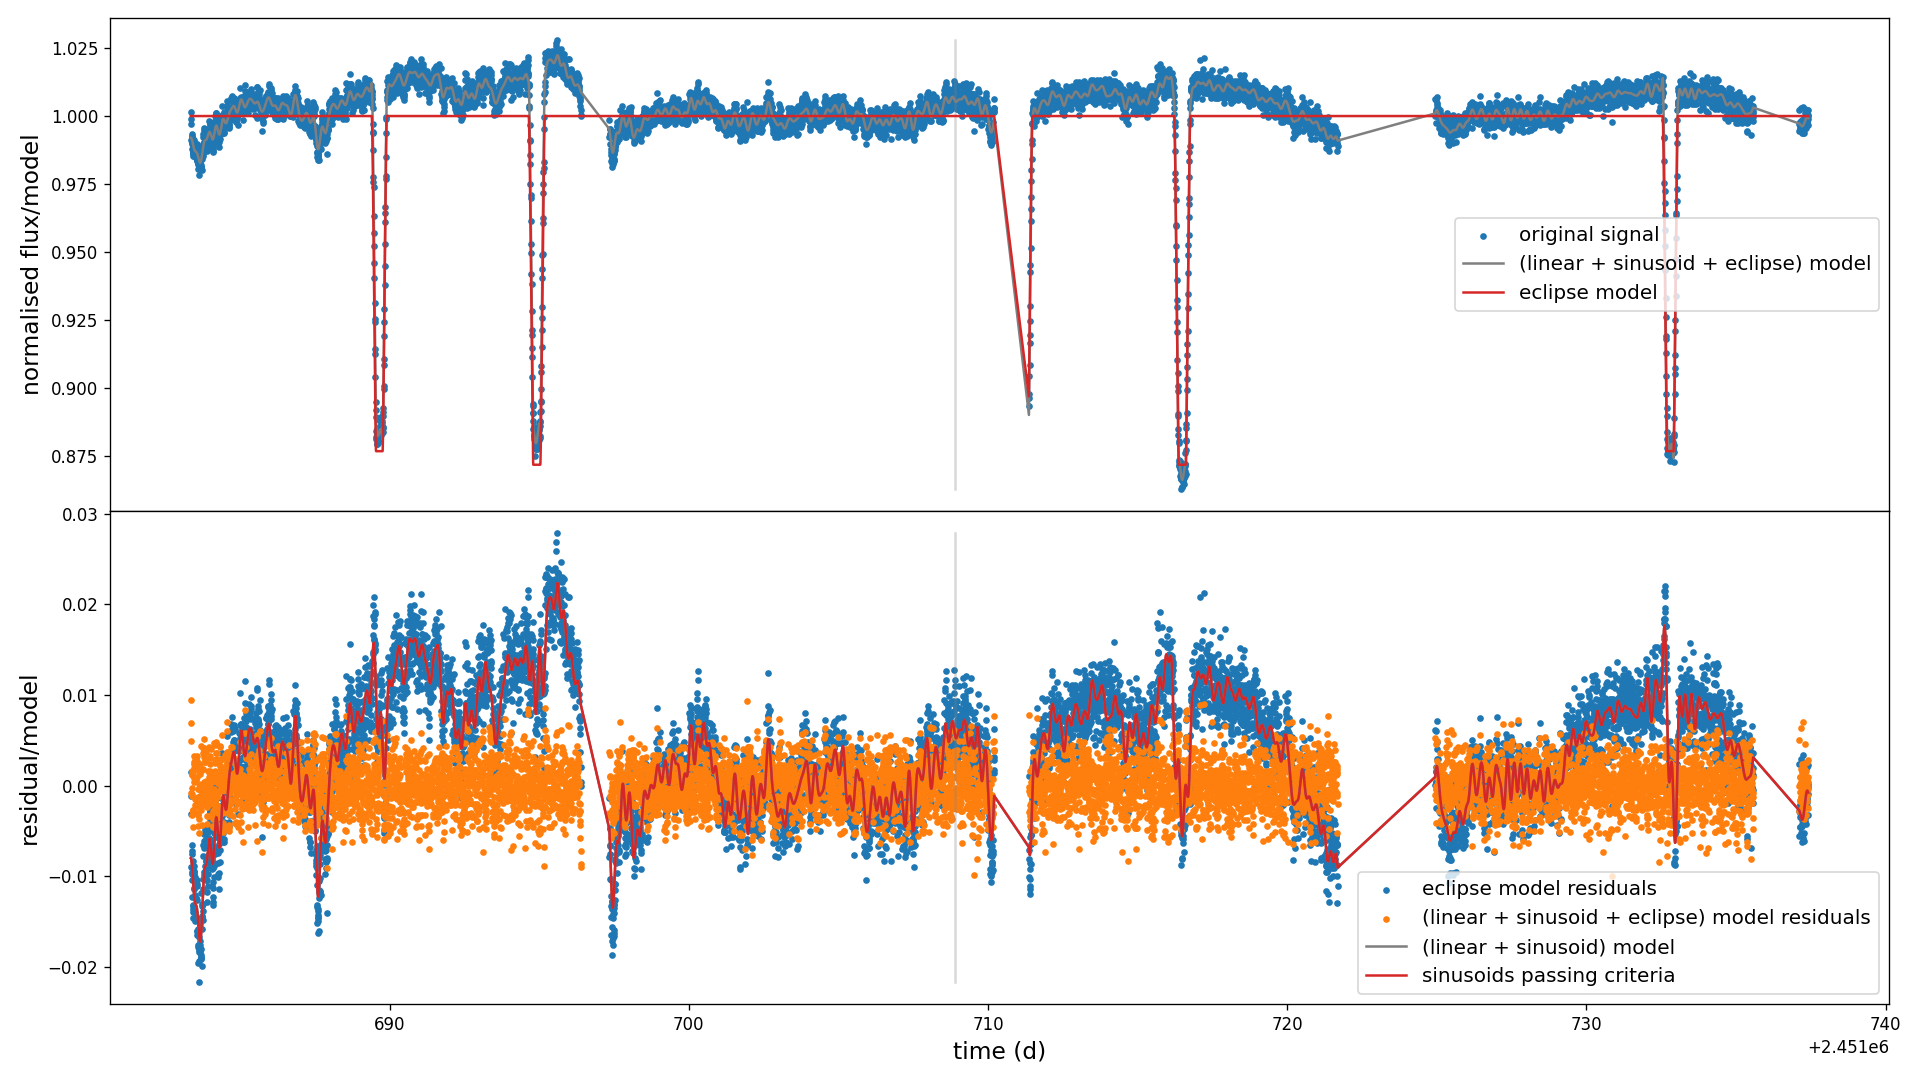 1.025
1.000
0.975
0.950
0.925
0.900
0.875
normalised flux/model
original signal
(linear + sinusoid + eclipse) model
eclipse model
0.03
0.02
0.01
0.00
−0.01
−0.02
residual/model
eclipse model residuals
(linear + sinusoid + eclipse) model residuals
(linear + sinusoid) model
sinusoids passing criteria
690
700
710
720
730
740
time (d)
+2.451e6